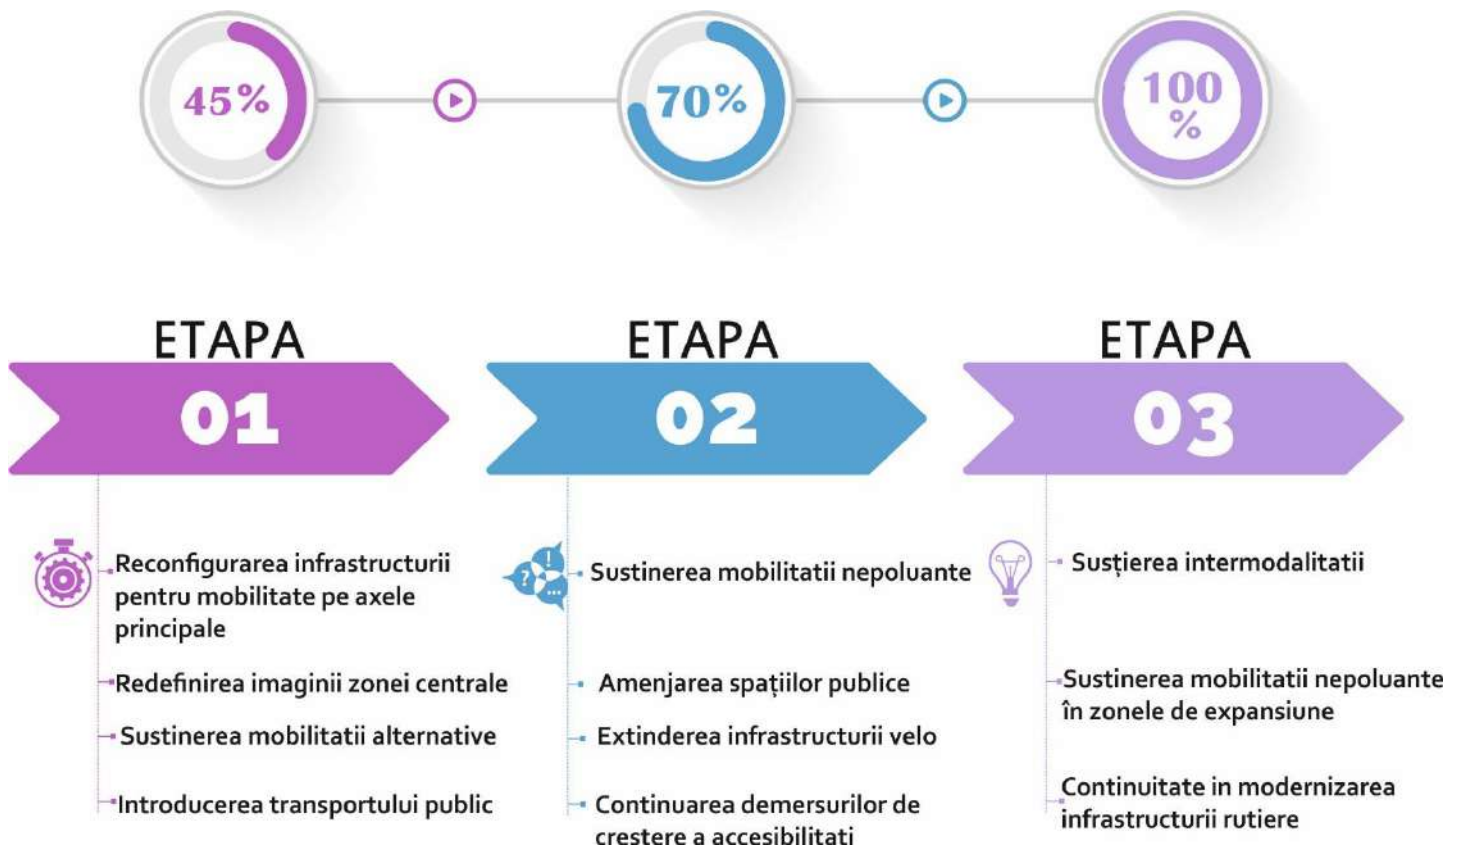 45%
70%
100
%
ETAPA
01
Reconfigurarea infrastructurii
pentru mobilitate pe axele
principale
Redefinirea imaginii zonei centrale
Sustinerea mobilitatii alternative
Introducerea transportului public
ETAPA
02
?
!
...
Sustinerea mobilitatii nepoluante
Amenjarea spațiilor publice
Extinderea infrastructurii velo
Continuarea demersurilor de
crestere a accesibilitati
ETAPA
03
Susțierea intermodalitatii
Sustinerea mobilitatii nepoluante
în zonele de expansiune
Continuitate in modernizarea
infrastructurii rutiere